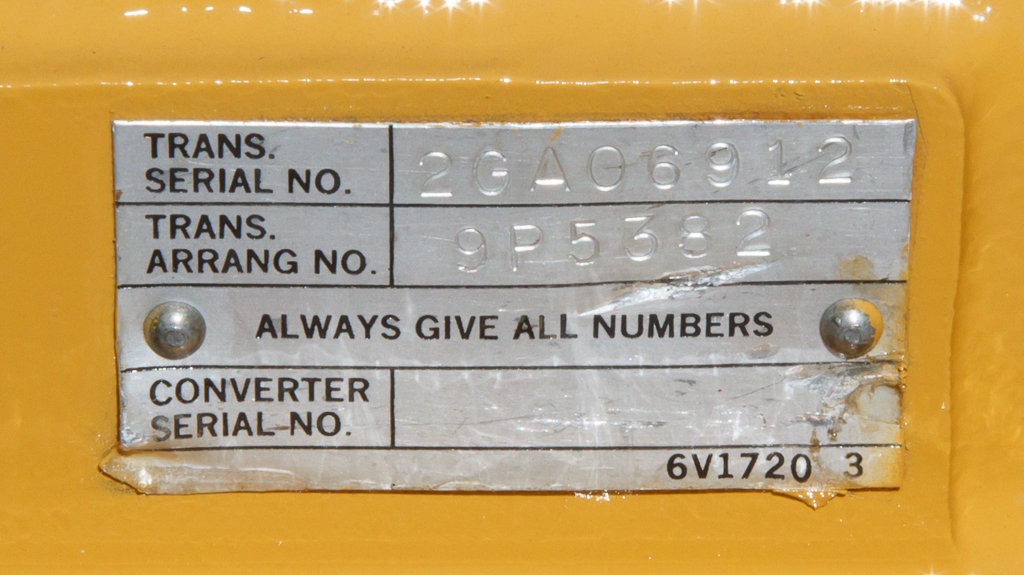 TRANS.
SERIAL NO.
2GA06912
TRANS.
ARRANG NO.
9P5382
ALWAYS GIVE ALL NUMBERS
CONVERTER
SERIAL NO.
6V1720 3